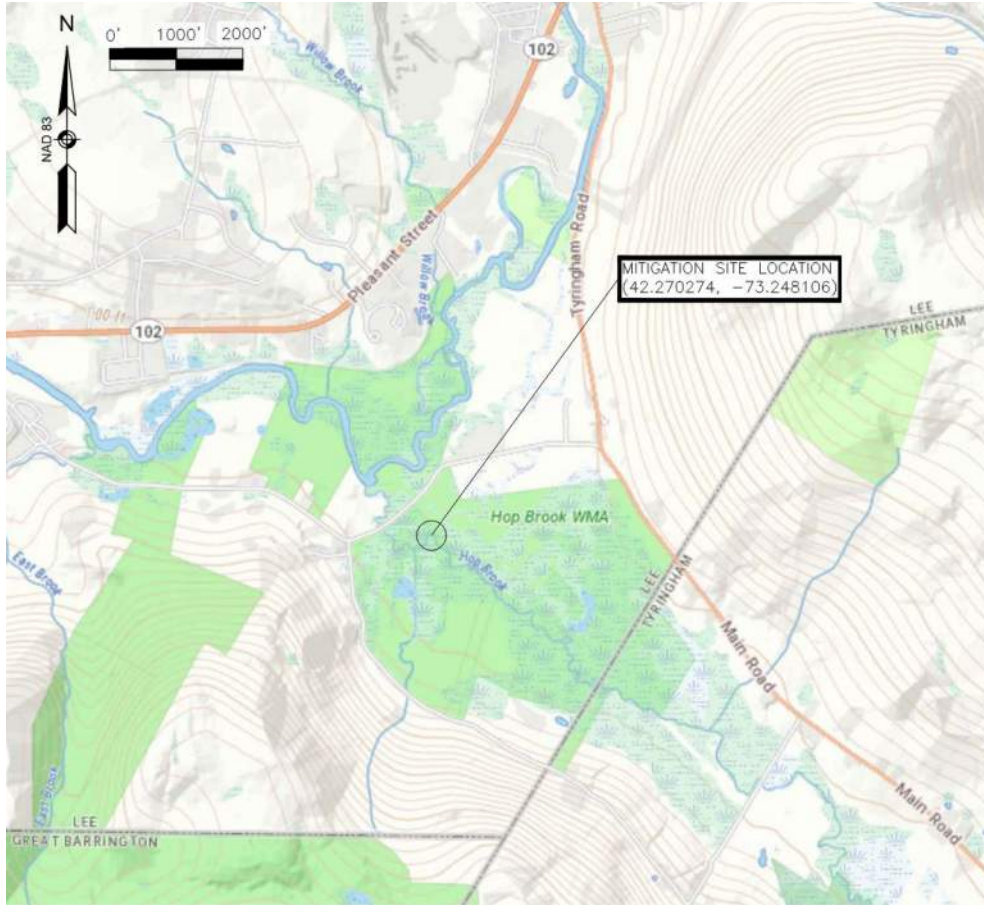 N
0' 1000' 2000'
NAD 83
Willow Brook
102
Tyringham Road
Pleasant Street
MITIGATION SITE LOCATION
(42.270274, -73.248106)
LEE
TYRINGHAM
102
Hop Brook WMA
Hop Brook
East Brook
LEE
TYRINGHAM
Main Road
East Brook
Main Road
LEE
GREAT BARRINGTON